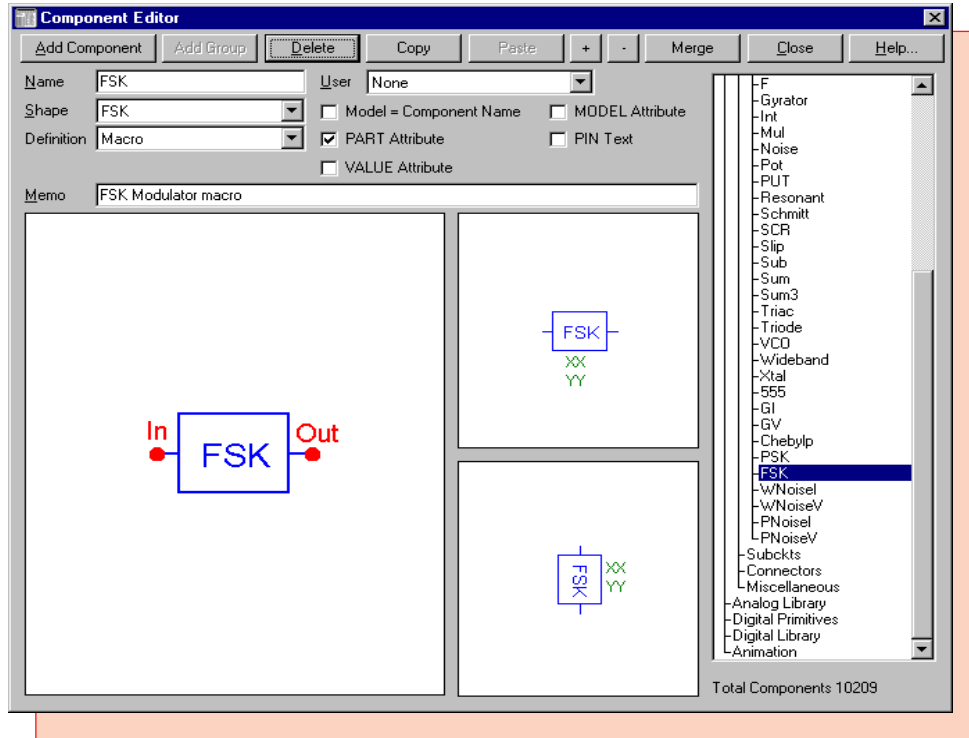 Component Editor
Add Component Add Group Delete Copy Paste + - Merge Close Help...
Name FSK User None
Shape FSK Model = Component Name MODEL Attribute
Definition Macro PART Attribute PIN Text
VALUE Attribute
Memo FSK Modulator macro
In FSK Out
FSK
XX
YY
FSK
XX
YY
F
Gyrator
Int
Mul
Noise
Pot
PUT
Resonant
Schmitt
SCR
Slip
Sub
Sum
Sum3
Triac
Triode
VCO
Wideband
Xtal
555
GI
GV
Chebylp
PSK
FSK
WNoiseI
WNoiseV
PNoiseI
PNoiseV
Subckts
Connectors
Miscellaneous
Analog Library
Digital Primitives
Digital Library
Animation
Total Components 10209